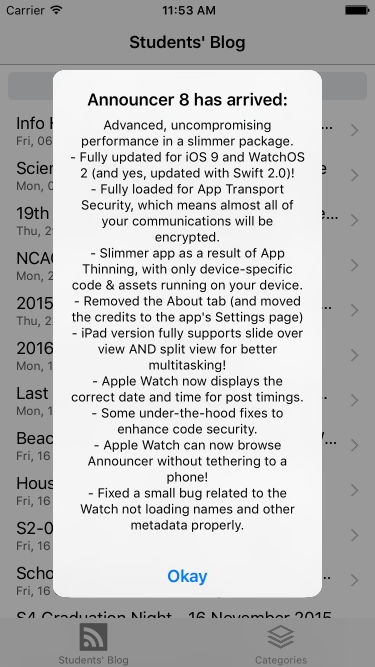 Carrier 11:53 AM
Students' Blog
Announcer 8 has arrived:
Advanced, uncompromising
performance in a slimmer package.
- Fully updated for iOS 9 and WatchOS
2 (and yes, updated with Swift 2.0)!
- Fully loaded for App Transport
Security, which means almost all of
your communications will be
encrypted.
- Slimmer app as a result of App
Thinning, with only device-specific
code & assets running on your device.
- Removed the About tab (and moved
the credits to the app's Settings page)
- iPad version fully supports slide over
view AND split view for better
multitasking!
- Apple Watch now displays the
correct date and time for post timings.
- Some under-the-hood fixes to
enhance code security.
- Apple Watch can now browse
Announcer without tethering to a
phone!
- Fixed a small bug related to the
Watch not loading names and other
metadata properly.
Okay
Info
Fri, 06
Mon, 0
19th
Thu, 2
2015
Thu, 2
2016
Mon, 1
Last
Mon, 1
Fri, 16
Fri, 16
S2-0
Fri, 16
Fri, 16
S4 Graduation Night - 16 November 2015
Students' Blog Categories